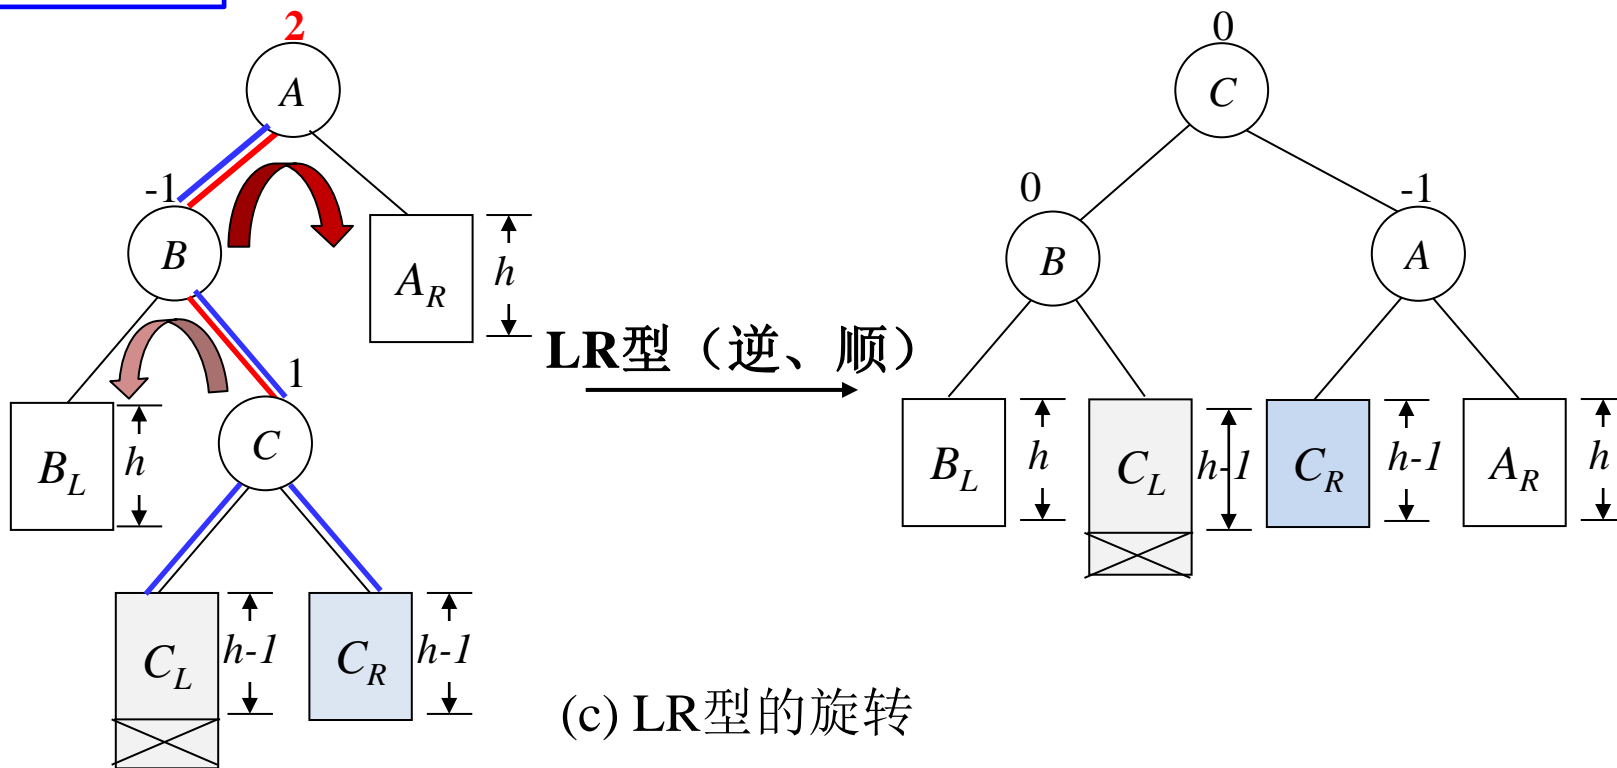 2
A
-1
B
A_R
h
1
B_L
h
C
C_L
h-1
C_R
h-1
LR型（逆、顺）
0
C
0
B
-1
A
B_L
h
C_L
h-1
C_R
h-1
A_R
h
(c) LR型的旋转